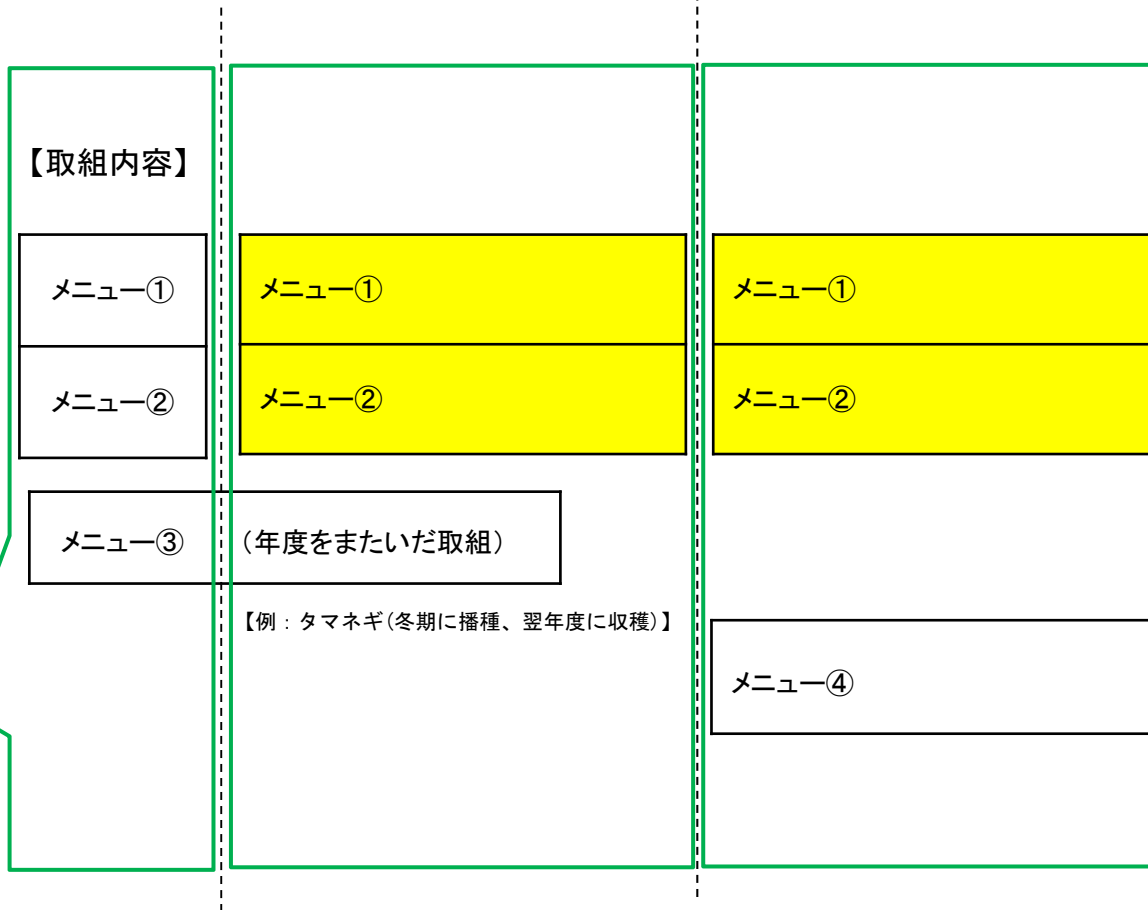 【取組内容】
メニュー① メニュー① メニュー①
メニュー② メニュー② メニュー②
メニュー③ （年度をまたいだ取組）
【例：タマネギ（冬期に播種、翌年度に収穫）】
メニュー④